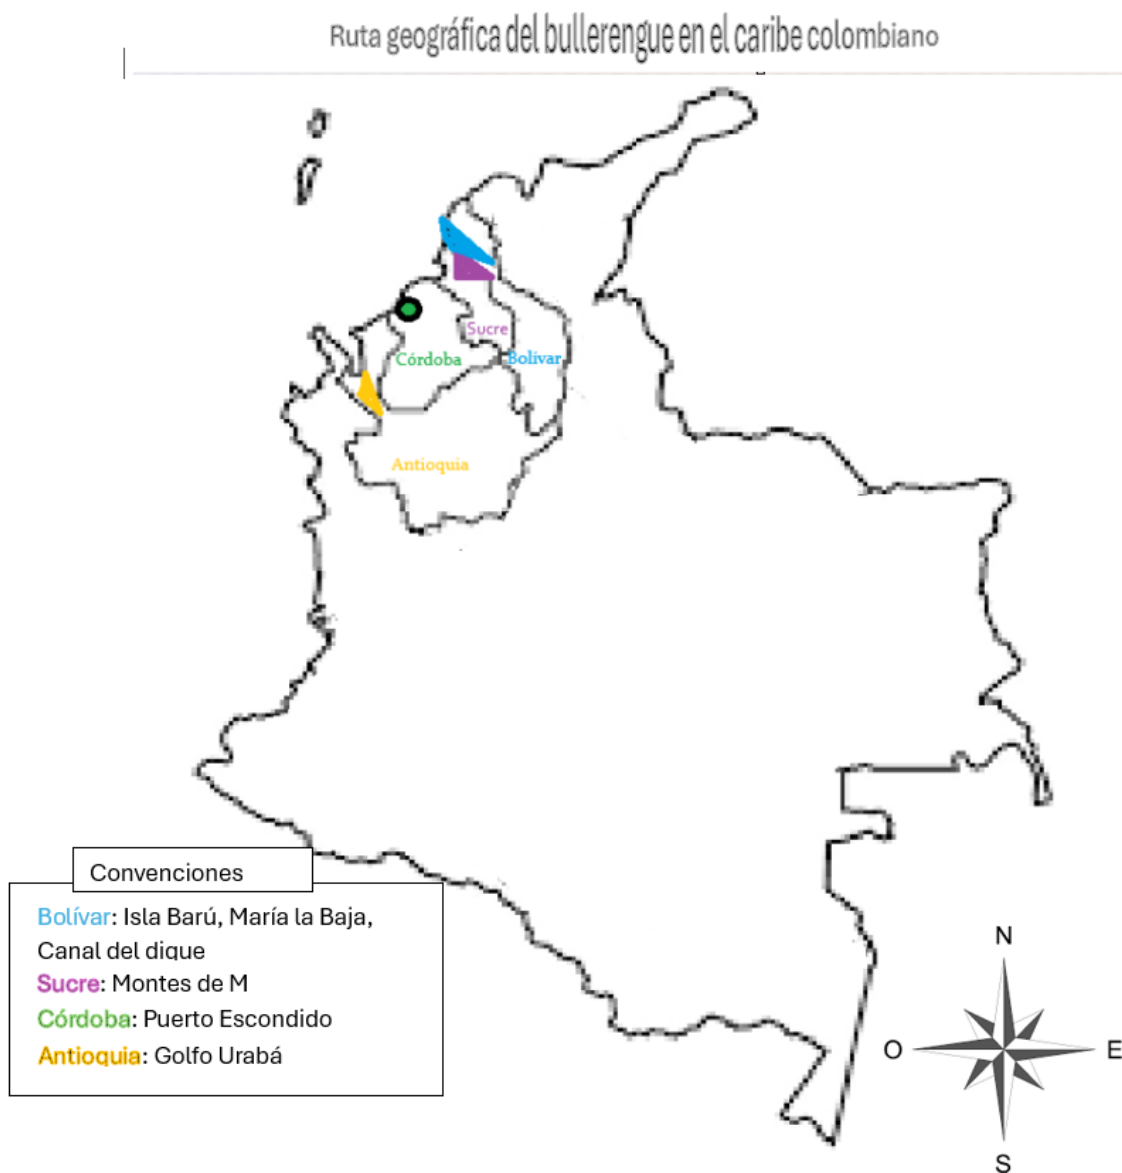 Ruta geográfica del bullerengue en el caribe colombiano
Sucre
Córdoba
Bolívar
Antioquia
Convenciones
Bolívar: Isla Barú, María la Baja,
Canal del dique
Sucre: Montes de M
Córdoba: Puerto Escondido
Antioquia: Golfo Urabá
N
O
E
S